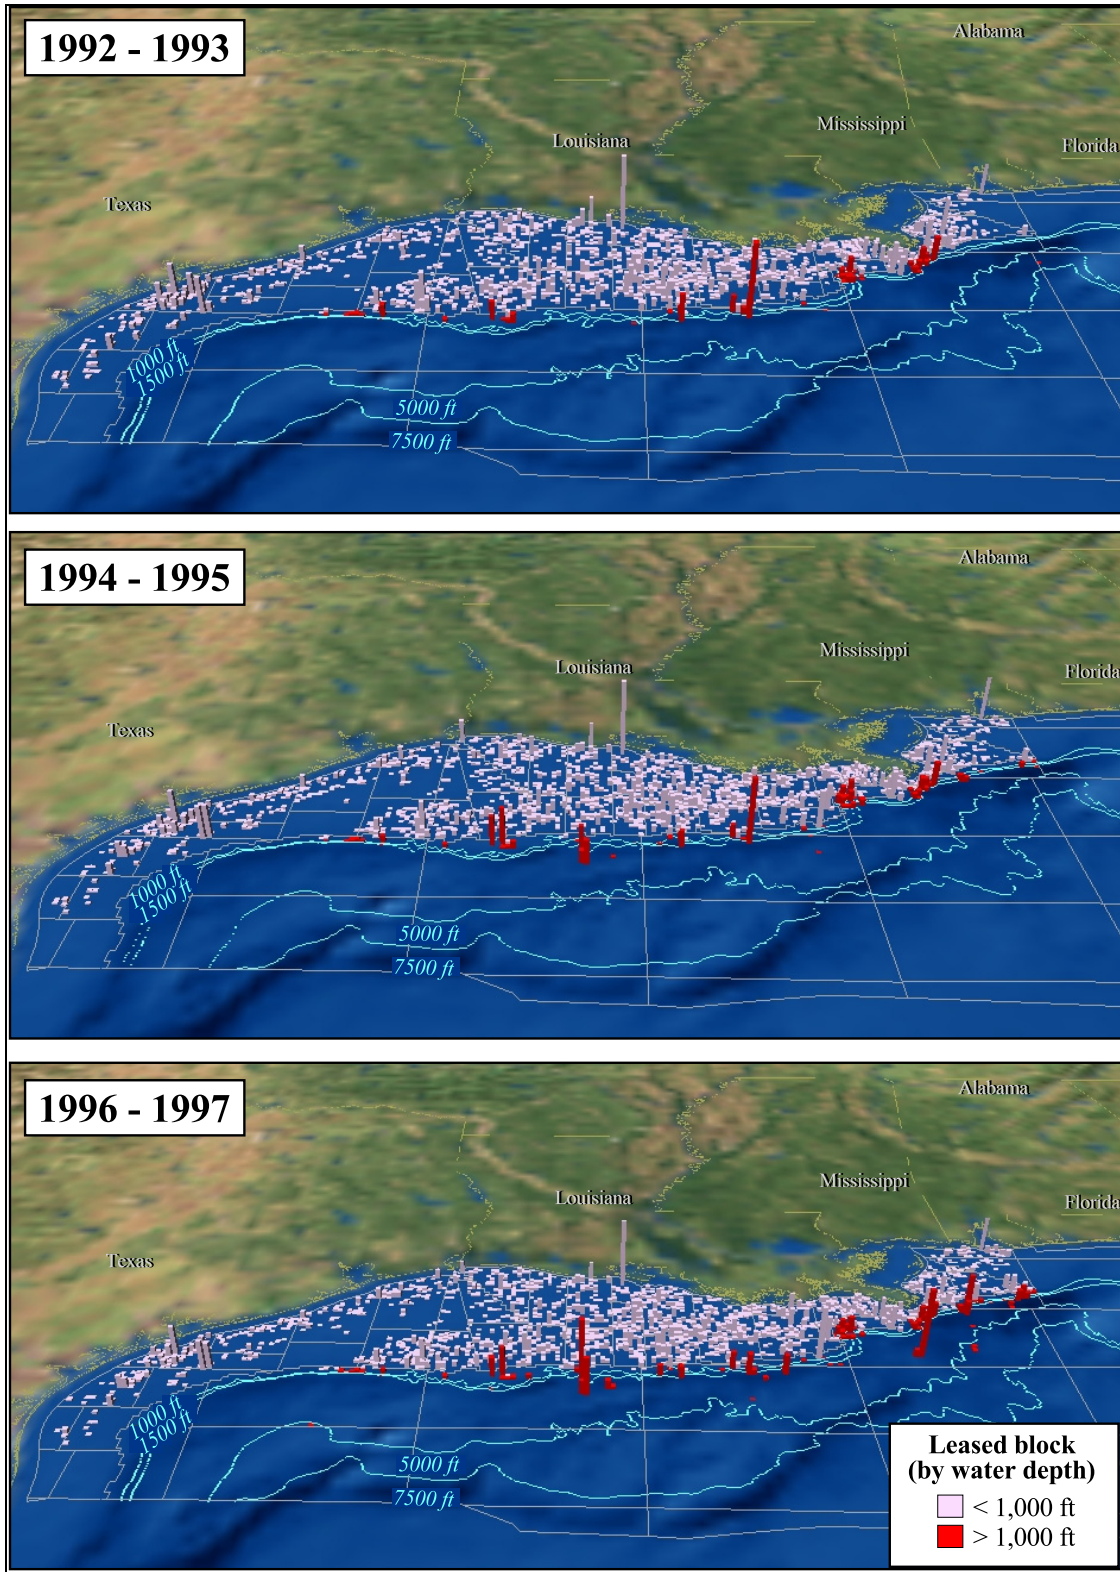 1992 - 1993
Alabama
Mississippi
Louisiana
Florida
Texas
1000 ft
1500 ft
5000 ft
7500 ft
1994 - 1995
Alabama
Mississippi
Louisiana
Florida
Texas
1000 ft
1500 ft
5000 ft
7500 ft
1996 - 1997
Alabama
Mississippi
Louisiana
Florida
Texas
1000 ft
1500 ft
5000 ft
7500 ft
Leased block
(by water depth)
< 1,000 ft
> 1,000 ft